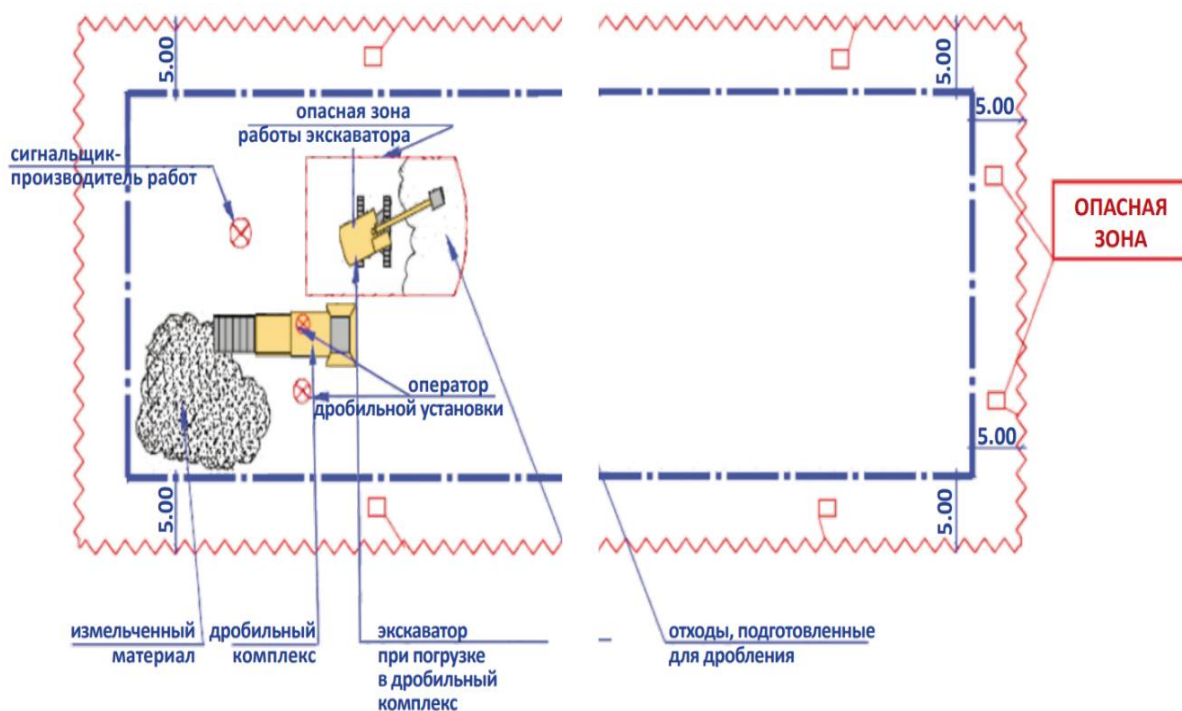 5.00
5.00
5.00
опасная зона
работы экскаватора
сигнальщик-
производитель работ
ОПАСНАЯ
ЗОНА
оператор
дробильной установки
5.00
5.00
5.00
измельченный
материал
дробильный
комплекс
экскаватор
при погрузке
в дробильный
комплекс
отходы, подготовленные
для дробления